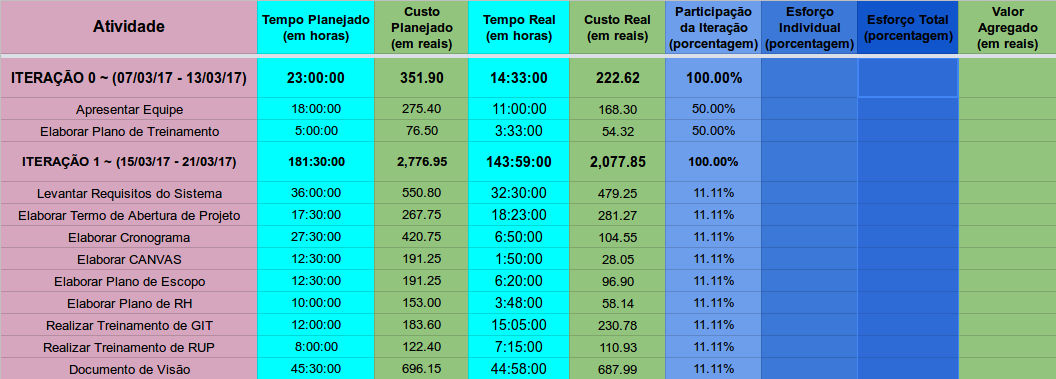 Atividade Tempo Planejado (em horas) Custo Planejado (em reais) Tempo Real (em horas) Custo Real (em reais) Participação da Iteração (porcentagem) Esforço Individual (porcentagem) Esforço Total (porcentagem) Valor Agregado (em reais)
ITERAÇÃO 0 ~ (07/03/17 - 13/03/17) 23:00:00 351.90 14:33:00 222.62 100.00%
Apresentar Equipe 18:00:00 275.40 11:00:00 168.30 50.00%
Elaborar Plano de Treinamento 5:00:00 76.50 3:33:00 54.32 50.00%
ITERAÇÃO 1 ~ (15/03/17 - 21/03/17) 181:30:00 2,776.95 143:59:00 2,077.85 100.00%
Levantar Requisitos do Sistema 36:00:00 550.80 32:30:00 479.25 11.11%
Elaborar Termo de Abertura de Projeto 17:30:00 267.75 18:23:00 281.27 11.11%
Elaborar Cronograma 27:30:00 420.75 6:50:00 104.55 11.11%
Elaborar CANVAS 12:30:00 191.25 1:50:00 28.05 11.11%
Elaborar Plano de Escopo 12:30:00 191.25 6:20:00 96.90 11.11%
Elaborar Plano de RH 10:00:00 153.00 3:48:00 58.14 11.11%
Realizar Treinamento de GIT 12:00:00 183.60 15:05:00 230.78 11.11%
Realizar Treinamento de RUP 8:00:00 122.40 7:15:00 110.93 11.11%
Documento de Visão 45:30:00 696.15 44:58:00 687.99 11.11%